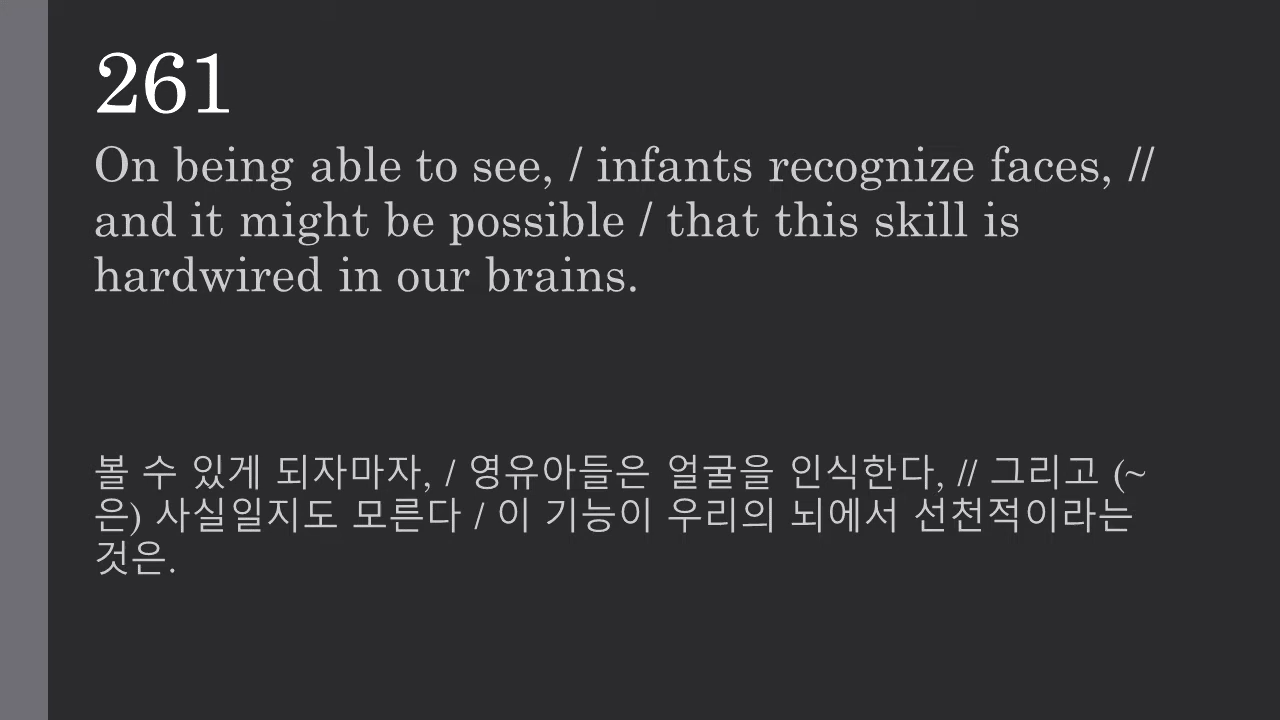 261
On being able to see, / infants recognize faces, //
and it might be possible / that this skill is
hardwired in our brains.
볼 수 있게 되자마자, / 영유아들은 얼굴을 인식한다, // 그리고 (~
은) 사실일지도 모른다 / 이 기능이 우리의 뇌에서 선천적이라는
것은.